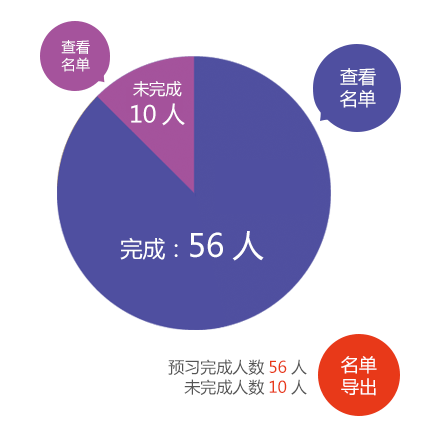 查看
名单
查看
名单
未完成
10 人
完成：56 人
预习完成人数 56 人
未完成人数 10 人
名单
导出